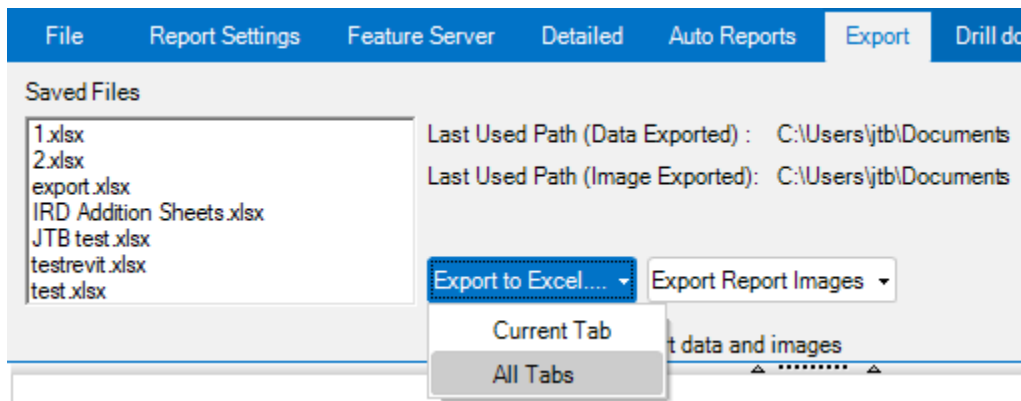 File Report Settings Feature Server Detailed Auto Reports Export Drill do
Saved Files
1.xlsx
2.xlsx
export.xlsx
IRD Addition Sheets.xlsx
JTB test.xlsx
testrevit.xlsx
test.xlsx
Last Used Path (Data Exported) : C:\Users\jtb\Documents
Last Used Path (Image Exported): C:\Users\jtb\Documents
Export to Excel.... Export Report Images
Current Tab
t data and images
All Tabs